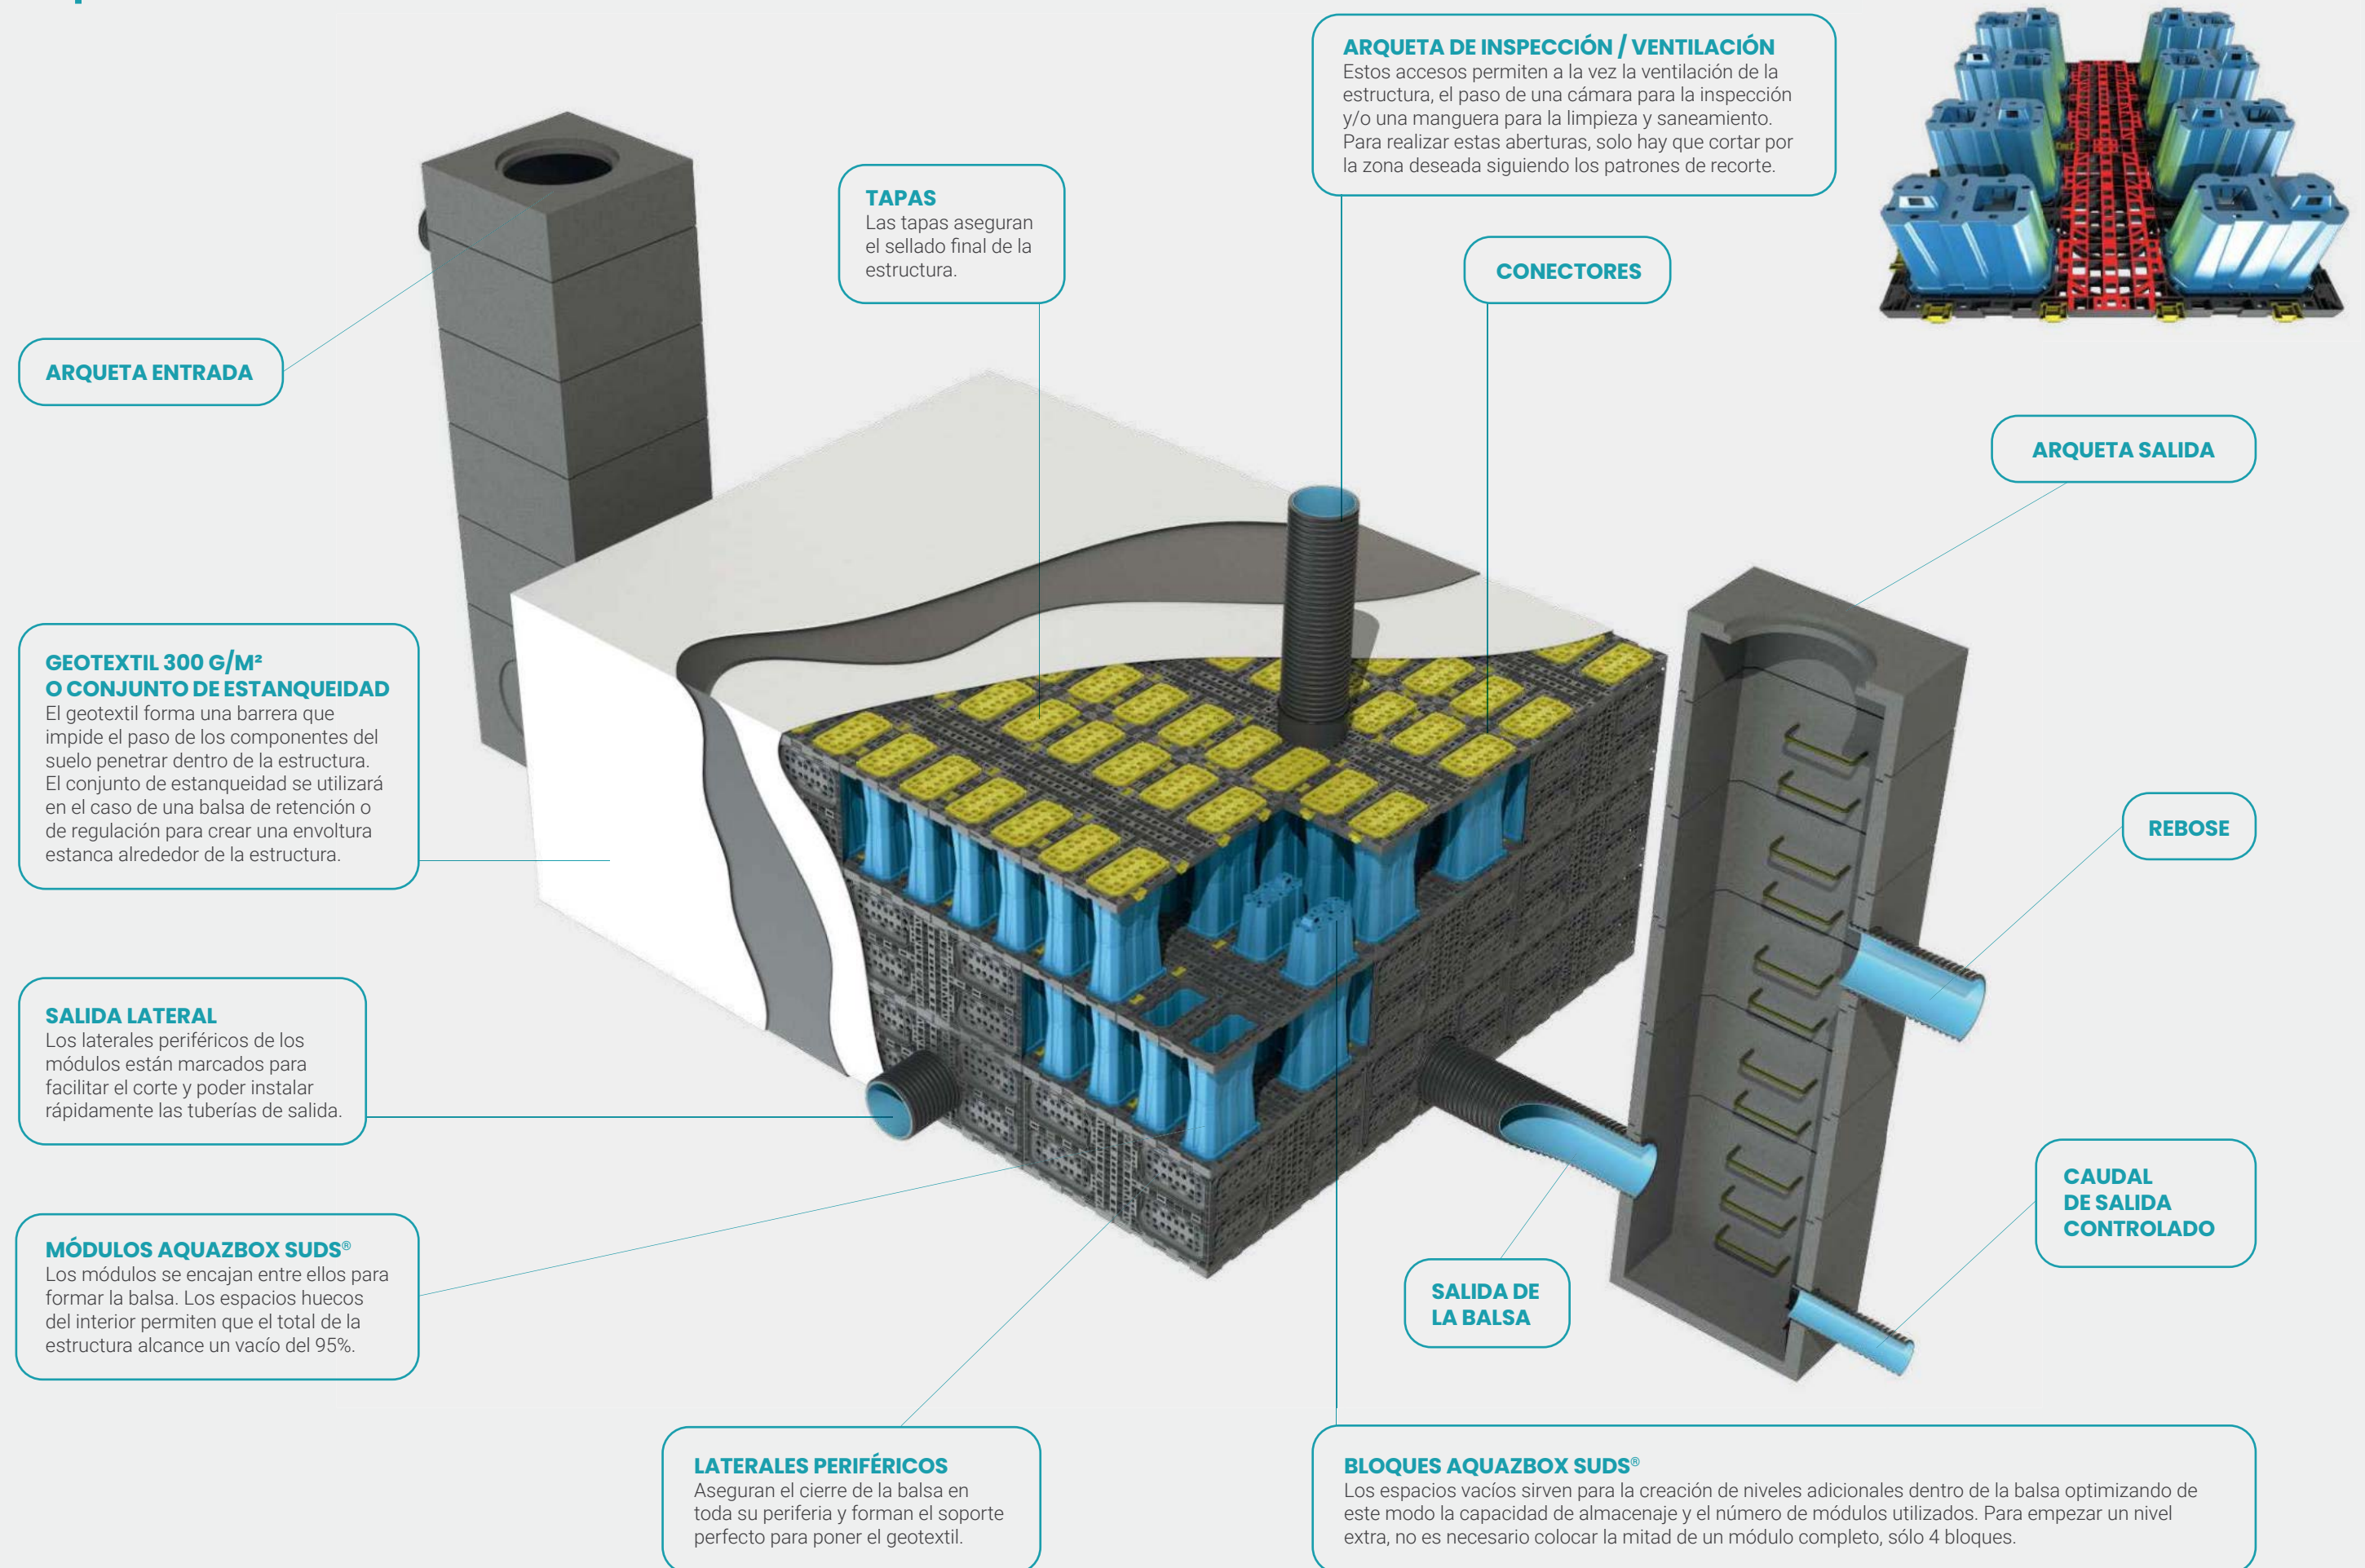 ARQUETA DE INSPECCIÓN / VENTILACIÓN
Estos accesos permiten a la vez la ventilación de la
estructura, el paso de una cámara para la inspección
y/o una manguera para la limpieza y saneamiento.
Para realizar estas aberturas, solo hay que cortar por
la zona deseada siguiendo los patrones de recorte.
TAPAS
Las tapas aseguran
el sellado final de la
estructura.
CONECTORES
ARQUETA ENTRADA
ARQUETA SALIDA
GEOTEXTIL 300 G/M²
O CONJUNTO DE ESTANQUEIDAD
El geotextil forma una barrera que
impide el paso de los componentes del
suelo penetrar dentro de la estructura.
El conjunto de estanqueidad se utilizará
en el caso de una balsa de retención o
de regulación para crear una envoltura
estanca alrededor de la estructura.
REBOSE
SALIDA LATERAL
Los laterales periféricos de los
módulos están marcados para
facilitar el corte y poder instalar
rápidamente las tuberías de salida.
CAUDAL
DE SALIDA
CONTROLADO
MÓDULOS AQUAZBOX SUDS®
Los módulos se encajan entre ellos para
formar la balsa. Los espacios huecos
del interior permiten que el total de la
estructura alcance un vacío del 95%.
SALIDA DE
LA BALSA
LATERALES PERIFÉRICOS
Aseguran el cierre de la balsa en
toda su periferia y forman el soporte
perfecto para poner el geotextil.
BLOQUES AQUAZBOX SUDS®
Los espacios vacíos sirven para la creación de niveles adicionales dentro de la balsa optimizando de
este modo la capacidad de almacenaje y el número de módulos utilizados. Para empezar un nivel
extra, no es necesario colocar la mitad de un módulo completo, sólo 4 bloques.